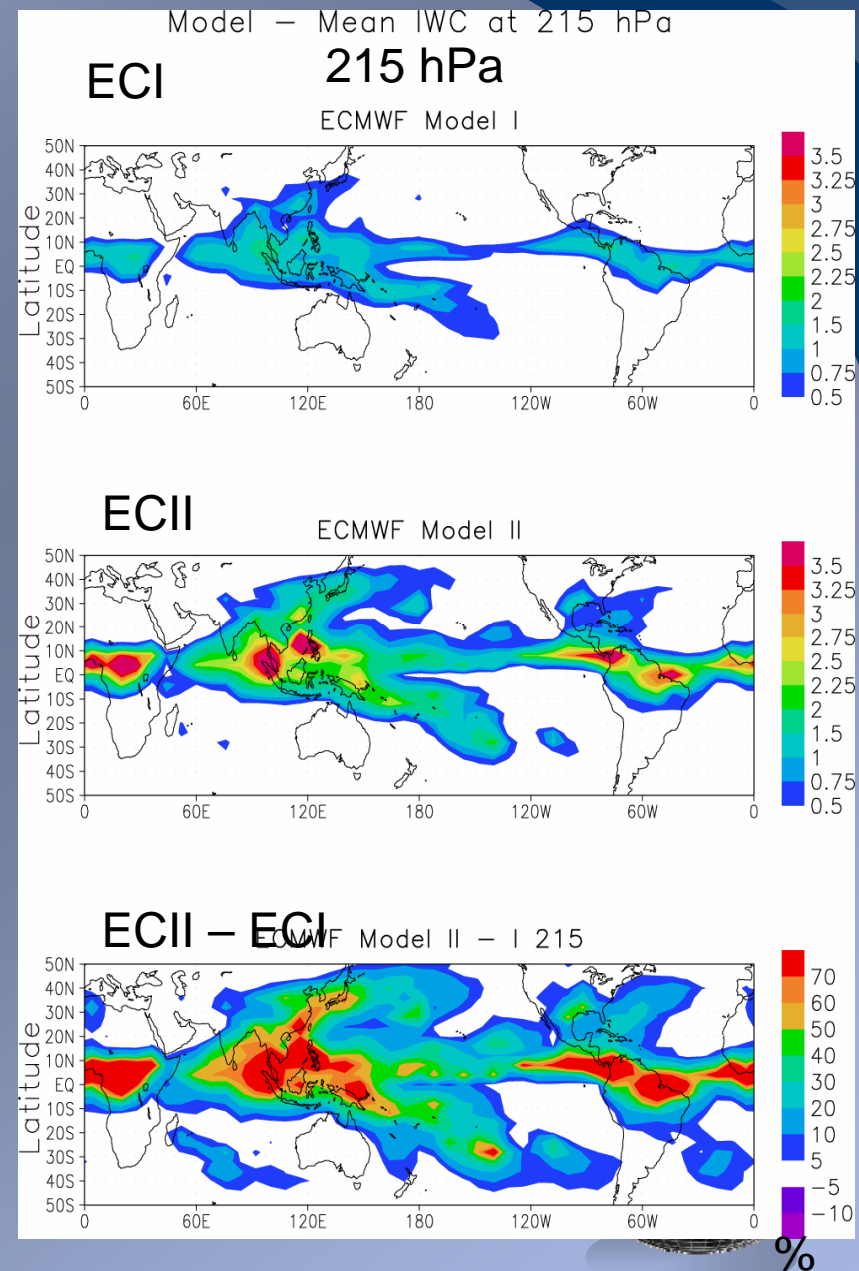 Model – Mean IWC at 215 hPa
215 hPa
ECI
ECMWF Model I
Latitude
50N
40N
30N
20N
10N
EQ
10S
20S
30S
40S
50S
0 60E 120E 180 120W 60W 0
3.5
3.25
3
2.75
2.5
2.25
2
1.5
1
0.75
0.5
ECII
ECMWF Model II
Latitude
50N
40N
30N
20N
10N
EQ
10S
20S
30S
40S
50S
0 60E 120E 180 120W 60W 0
3.5
3.25
3
2.75
2.5
2.25
2
1.5
1
0.75
0.5
ECII – ECI
ECMWF Model II – I 215
Latitude
50N
40N
30N
20N
10N
EQ
10S
20S
30S
40S
50S
0 60E 120E 180 120W 60W 0
70
60
50
40
30
20
10
5
−5
−10
%